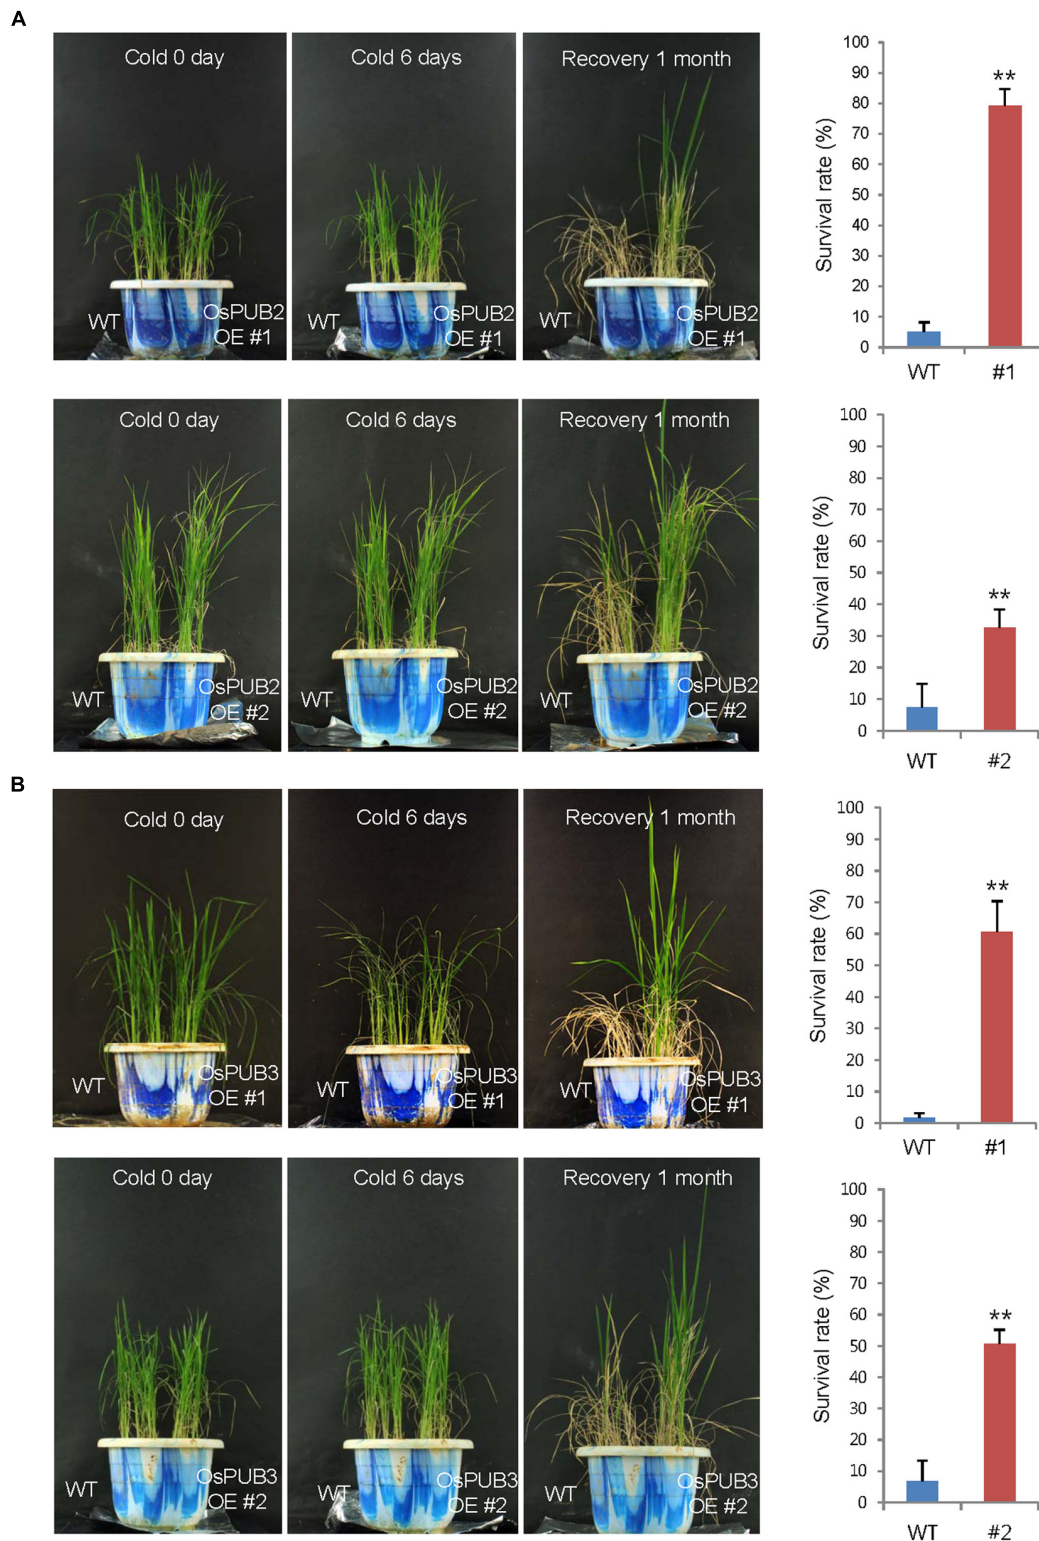 A
Cold 0 day
Cold 6 days
Recovery 1 month
WT
OsPUB2
OE #1
WT
OsPUB2
OE #1
WT
OsPUB2
OE #1
Survival rate (%)
100
90
80
70
60
50
40
30
20
10
0
**
WT
#1
Cold 0 day
Cold 6 days
Recovery 1 month
WT
OsPUB2
OE #2
WT
OsPUB2
OE #2
WT
OsPUB2
OE #2
Survival rate (%)
100
90
80
70
60
50
40
30
20
10
0
**
WT
#2
B
Cold 0 day
Cold 6 days
Recovery 1 month
WT
OsPUB3
OE #1
WT
OsPUB3
OE #1
WT
OsPUB3
OE #1
Survival rate (%)
100
90
80
70
60
50
40
30
20
10
0
**
WT
#1
Cold 0 day
Cold 6 days
Recovery 1 month
WT
OsPUB3
OE #2
WT
OsPUB3
OE #2
WT
OsPUB3
OE #2
Survival rate (%)
100
90
80
70
60
50
40
30
20
10
0
**
WT
#2